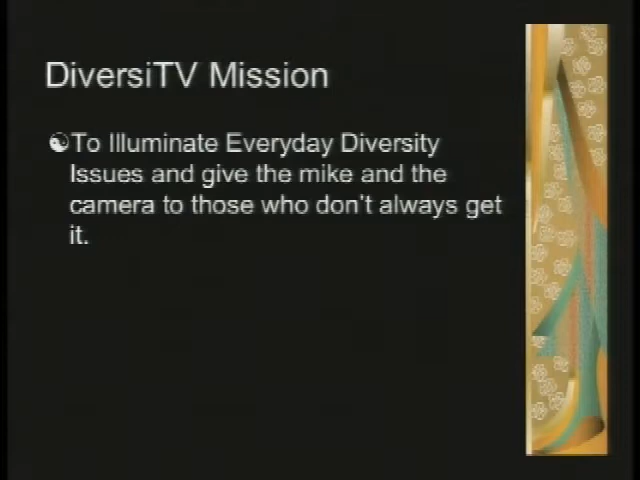 DiversiTV Mission
☯To Illuminate Everyday Diversity
Issues and give the mike and the
camera to those who don't always get
it.